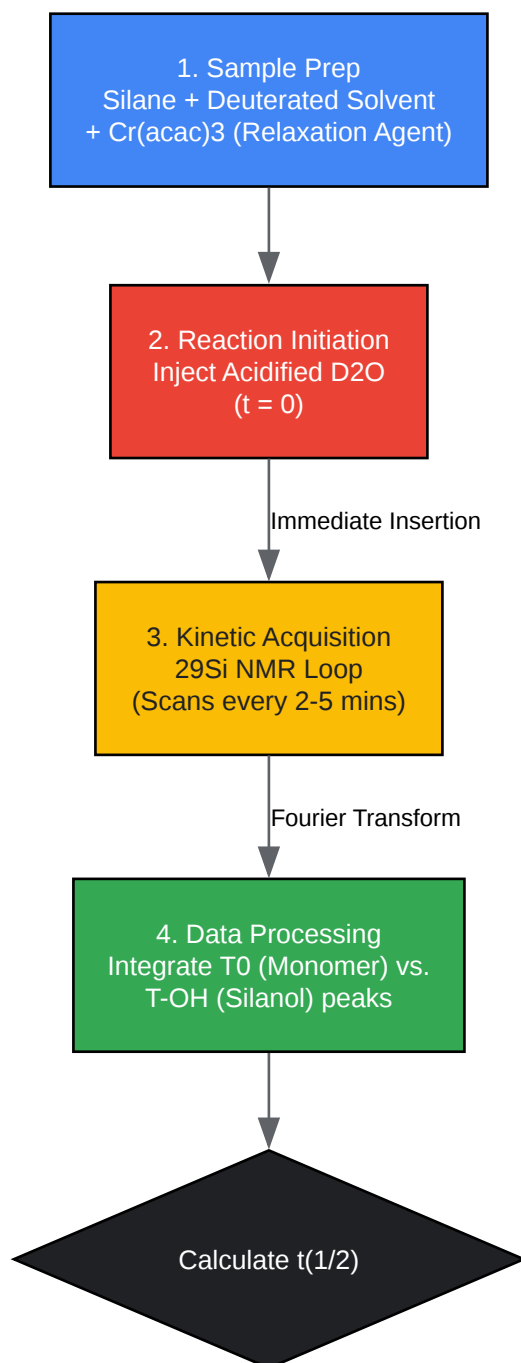 1. Sample Prep
Silane + Deuterated Solvent
+ Cr(acac)3 (Relaxation Agent)
2. Reaction Initiation
Inject Acidified D2O
(t = 0)
Immediate Insertion
3. Kinetic Acquisition
29Si NMR Loop
(Scans every 2-5 mins)
Fourier Transform
4. Data Processing
Integrate T0 (Monomer) vs.
T-OH (Silanol) peaks
Calculate t(1/2)